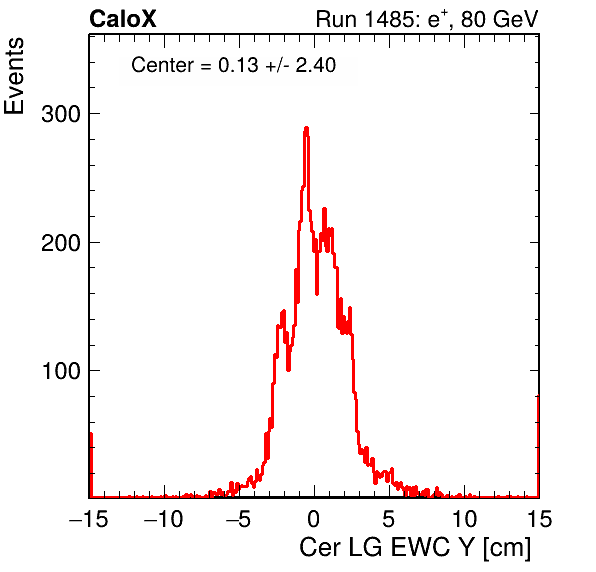 CaloX Run 1485: e⁺, 80 GeV
Center = 0.13 +/- 2.40
Events
300
200
100
−15 −10 −5 0 5 10 15
Cer LG EWC Y [cm]